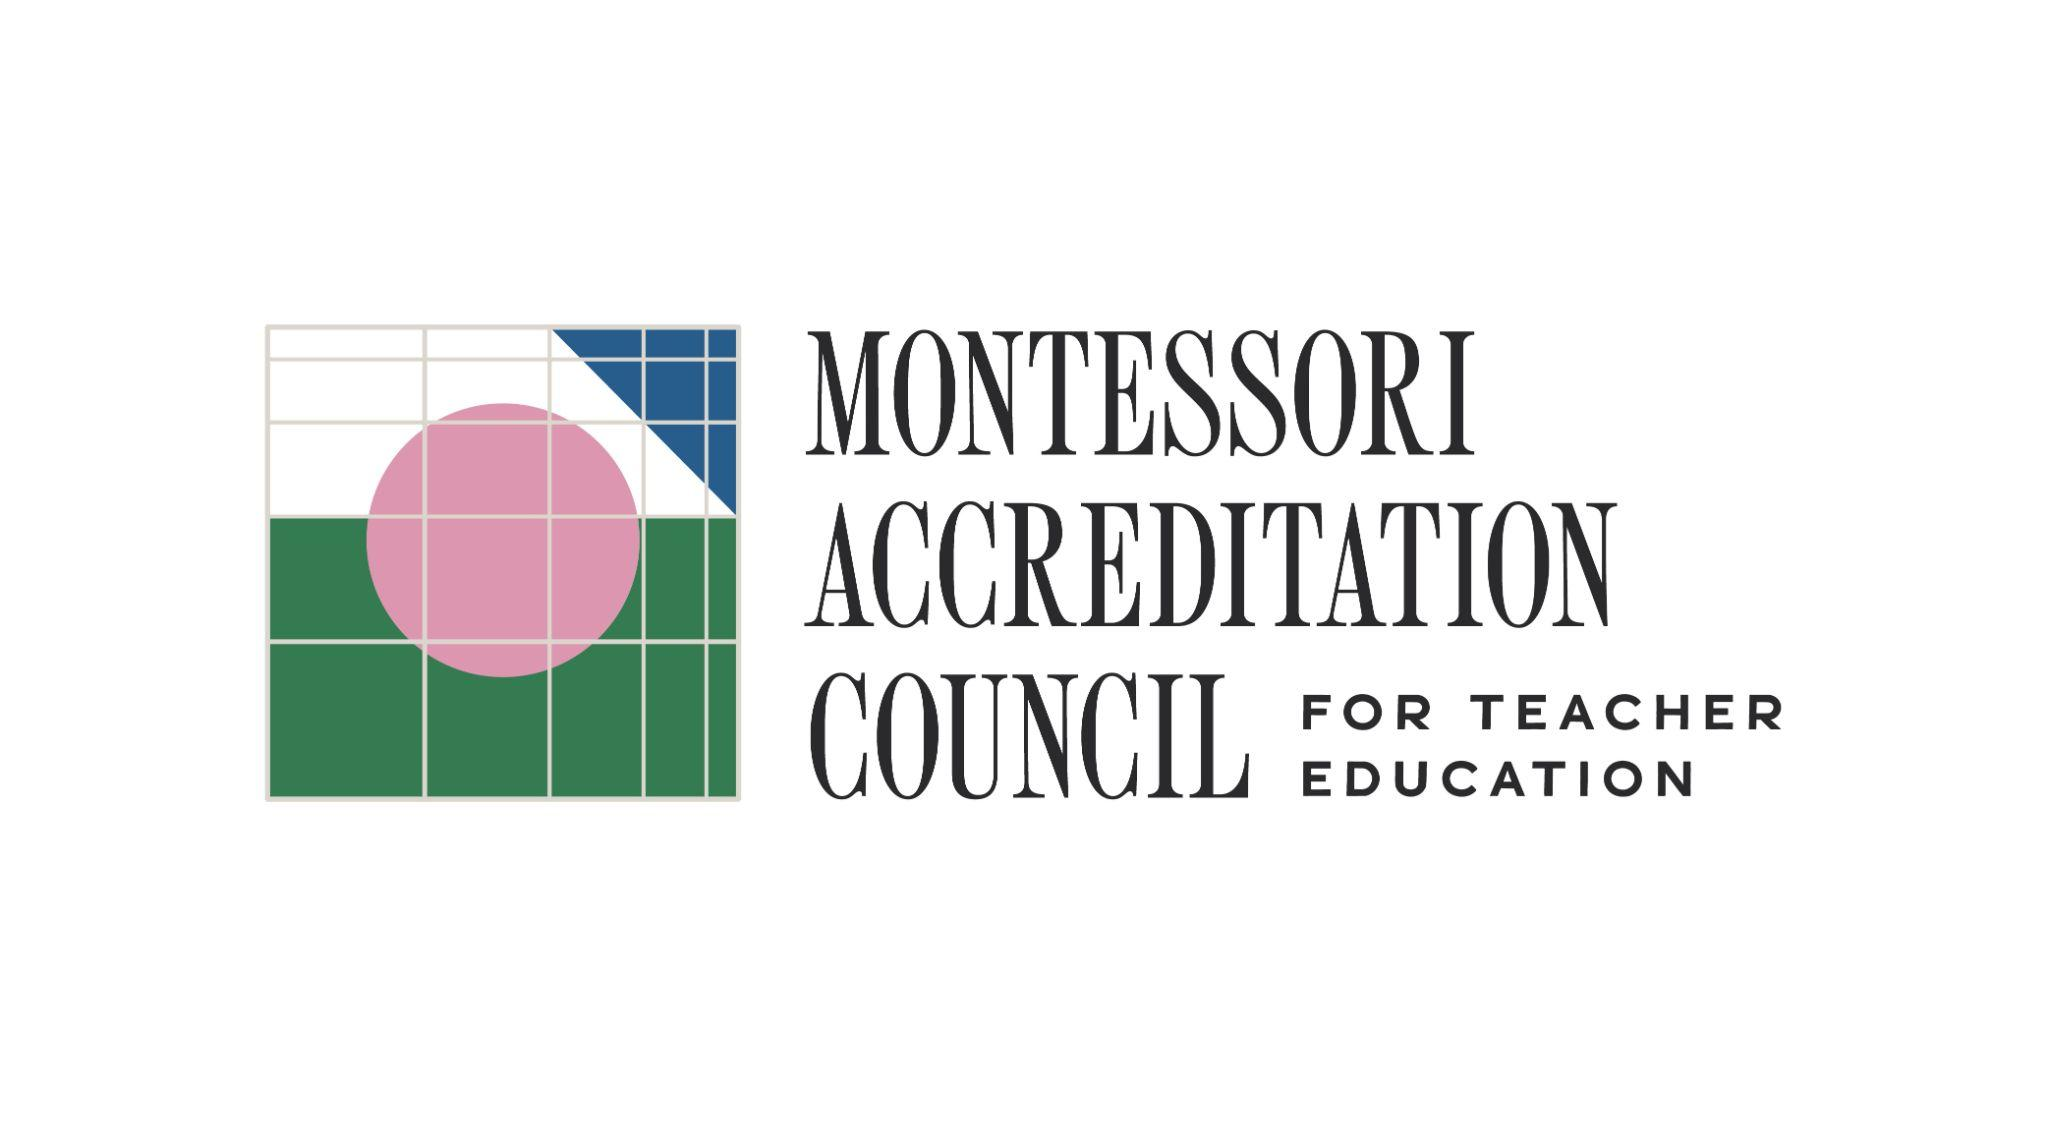 MONTESSORI
ACCREDITATION
COUNCIL
FOR TEACHER
EDUCATION